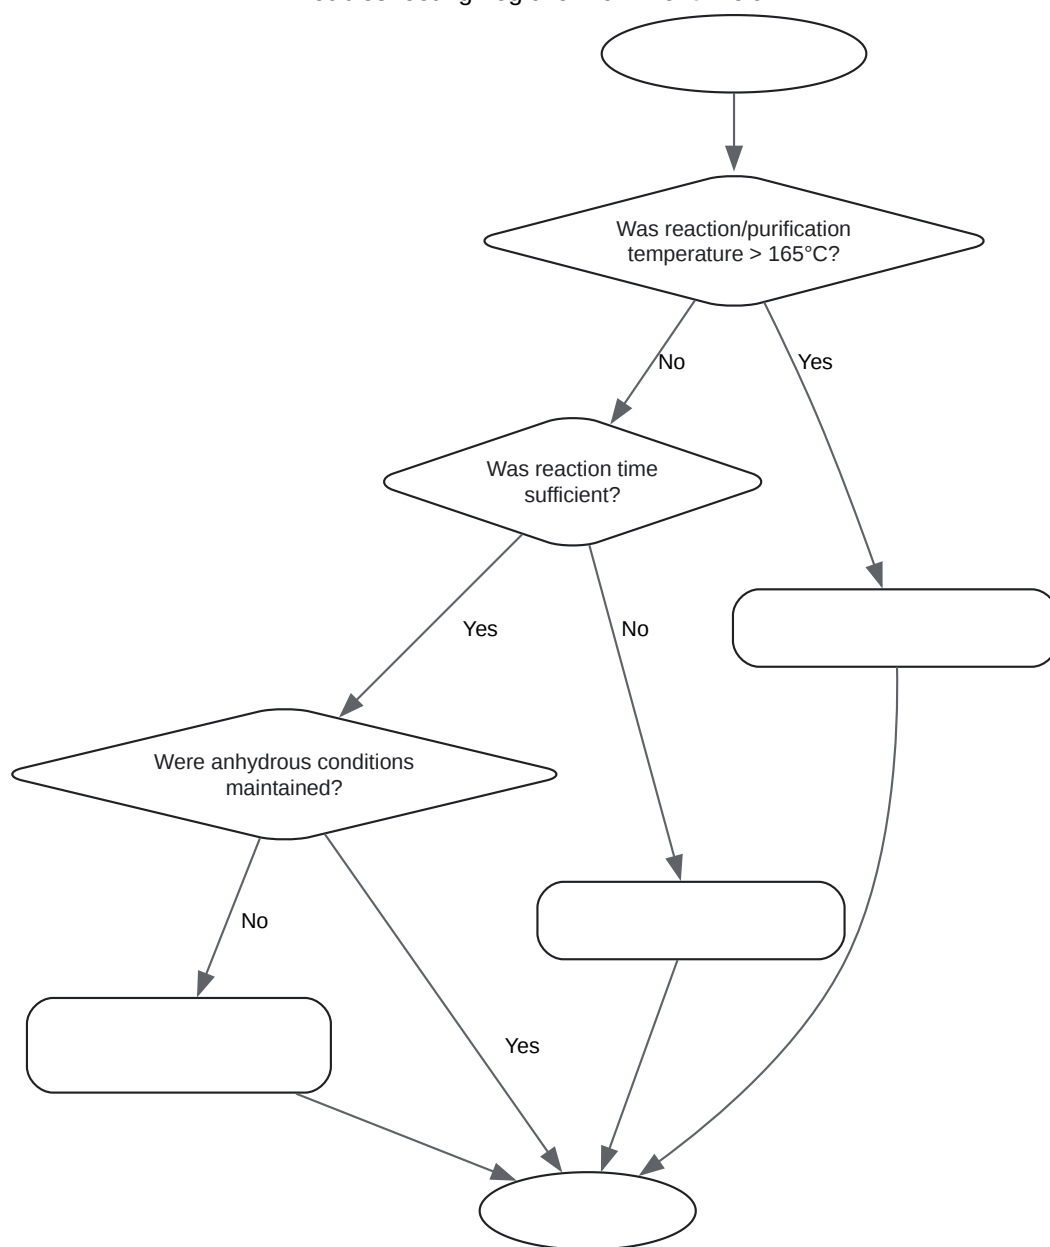 Was reaction/purification
temperature > 165°C?
No
Yes
Was reaction time
sufficient?
Yes
No
Were anhydrous conditions
maintained?
No
Yes